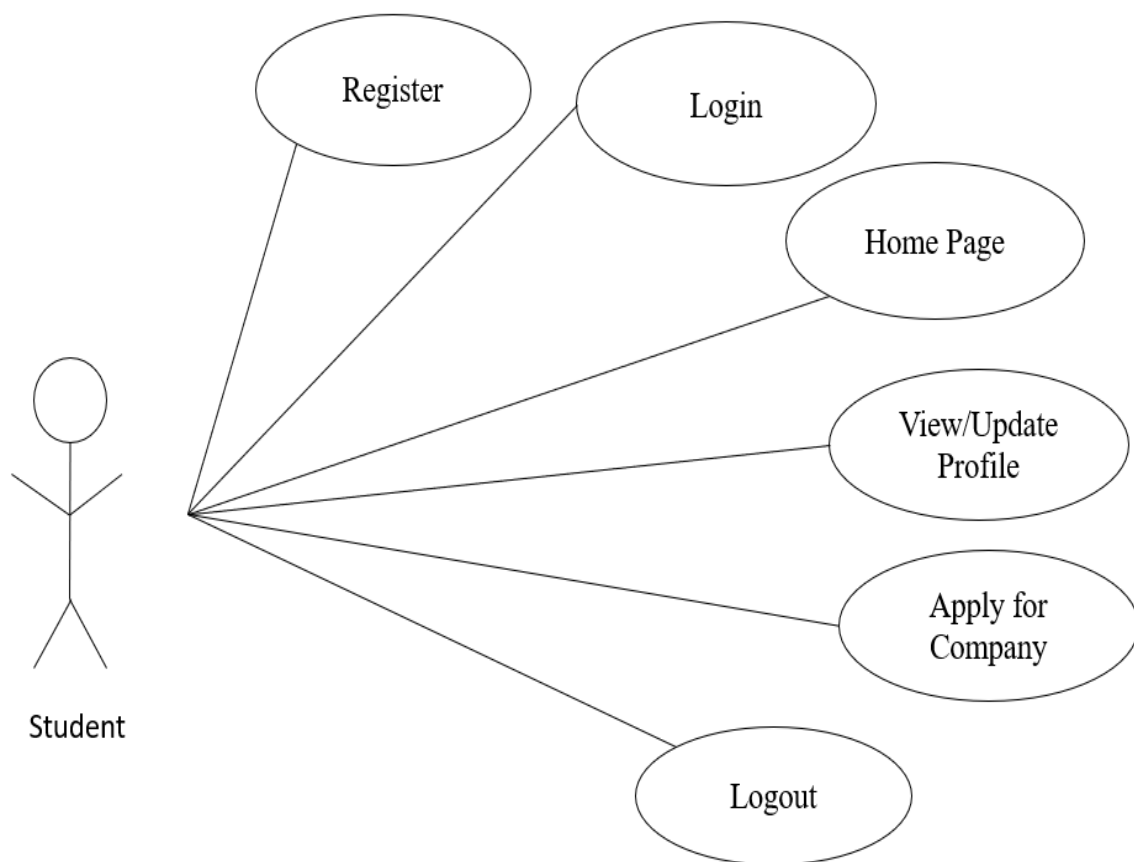 Register
Login
Home Page
View/Update
Profile
Apply for
Company
Student
Logout